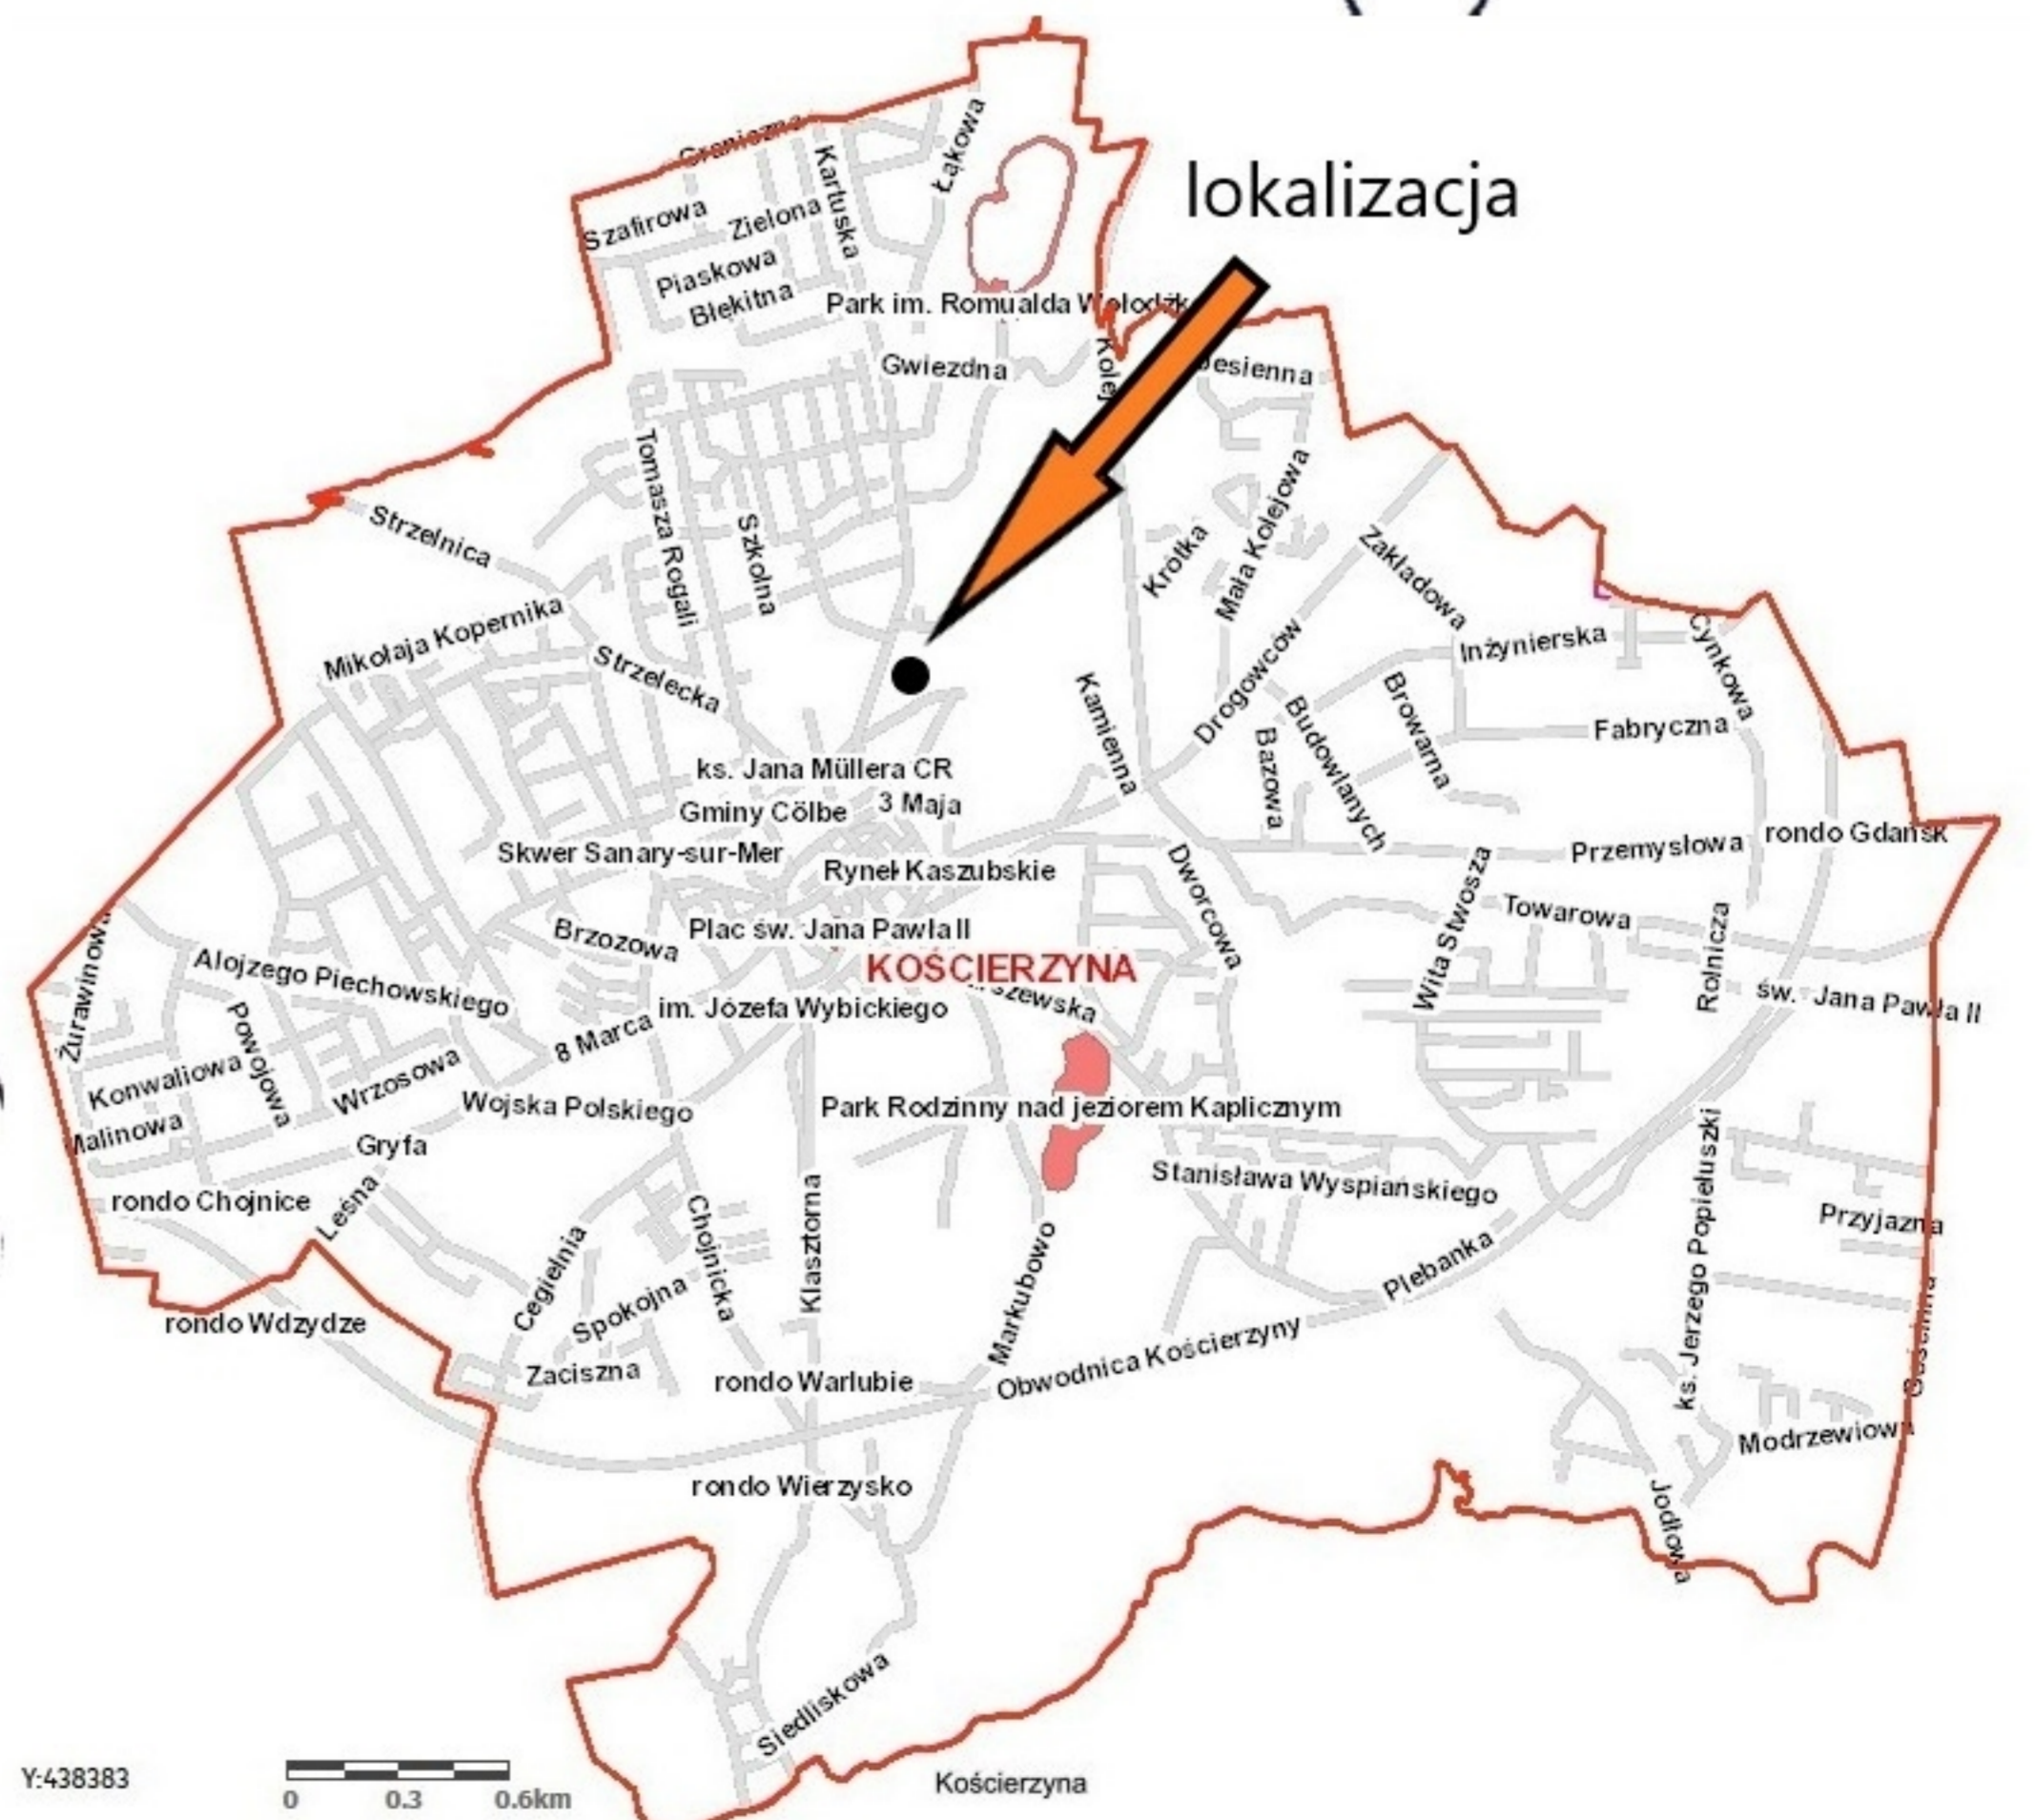 Graniczna
Łąkowa
Kartuska
lokalizacja
Szafirowa
Zielona
Piaskowa
Błękitna
Park im. Romualda
Gwiezdna
Jesienna
Tomasza Rogali
Szkolna
Strzelnica
Krótka
Mała Kolejowa
Zakładowa
Mikołaja Kopernika
Strzelecka
Inżynierska
Cynkowa
Drogowców
Kamienna
Budowlanych
Browarna
Bazowa
Fabryczna
ks. Jana Müllera CR
Gminy Cölbe
3 Maja
Skwer Sanary-sur-Mer
Rynek Kaszubskie
Dworcowa
Przemysłowa
rondo Gdańsk
Wita Stwosza
Towarowa
Rolnicza
Żurawinowa
Brzozowa
Plac św. Jana Pawła II
KOŚCIERZYNA
Alojzego Piechowskiego
szewska
św. Jana Pawła II
im. Józefa Wybickiego
8 Marca
Powojowa
Konwaliowa
Wrzosowa
Wojska Polskiego
Park Rodzinny nad jeziorem Kaplicznym
Malinowa
Gryfa
Stanisława Wyspiańskiego
ks. Jerzego Popiełuszki
rondo Chojnice
Leśna
Chojnicka
Klasztorna
Markubowo
Przyjazna
Cegielnia
Spokojna
Plebanka
rondo Wdzydze
Zaciszna
rondo Warlubie
Obwodnica Kościerzyny
Modrzewiowa
rondo Wierzysko
Jodłowa
Siedliskowa
Y:438383
0 0.3 0.6km
Kościerzyna